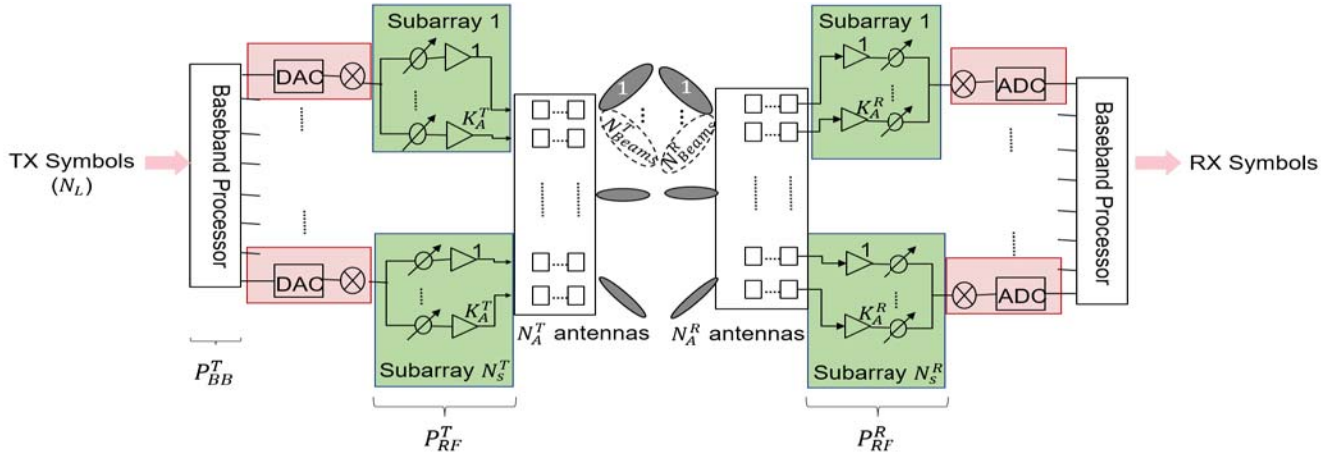 Subarray 1
1
DAC
K_A^T
Baseband Processor
TX Symbols
(N_L)
DAC
1
K_A^T
Subarray N_s^T
P_BB^T
P_RF^T
1
N_Beams^T
N_A^T antennas
1
N_Beams^R
N_A^R antennas
Subarray 1
1
K_A^R
ADC
Baseband Processor
RX Symbols
1
K_A^R
ADC
Subarray N_s^R
P_RF^R